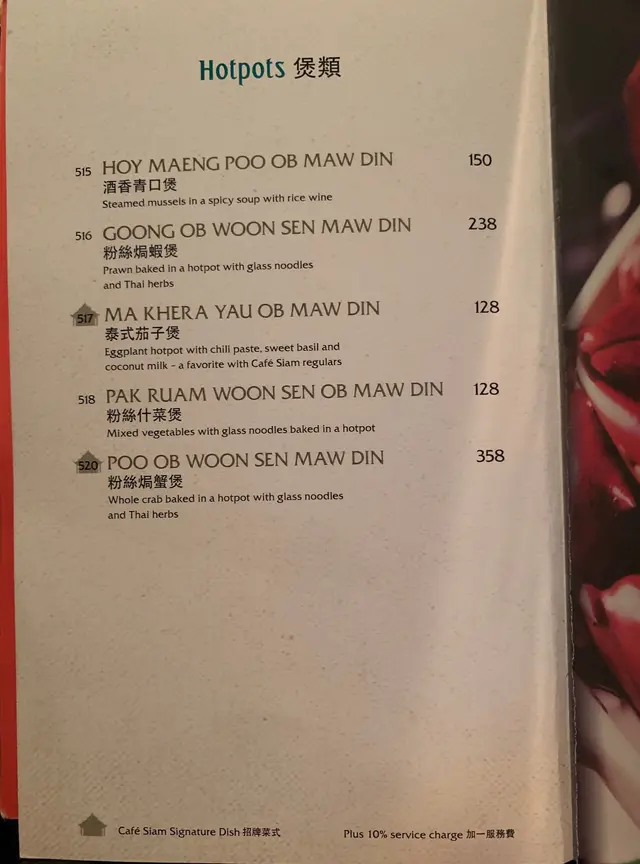 Hotpots 煲類
515 HOY MAENG POO OB MAW DIN 150
酒香青口煲
Steamed mussels in a spicy soup with rice wine
516 GOONG OB WOON SEN MAW DIN 238
粉絲焗蝦煲
Prawn baked in a hotpot with glass noodles
and Thai herbs
517 MA KHERA YAU OB MAW DIN 128
泰式茄子煲
Eggplant hotpot with chili paste, sweet basil and
coconut milk - a favorite with Café Siam regulars
518 PAK RUAM WOON SEN OB MAW DIN 128
粉絲什菜煲
Mixed vegetables with glass noodles baked in a hotpot
520 POO OB WOON SEN MAW DIN 358
粉絲焗蟹煲
Whole crab baked in a hotpot with glass noodles
and Thai herbs
Café Siam Signature Dish 招牌菜式 Plus 10% service charge 加一服務費